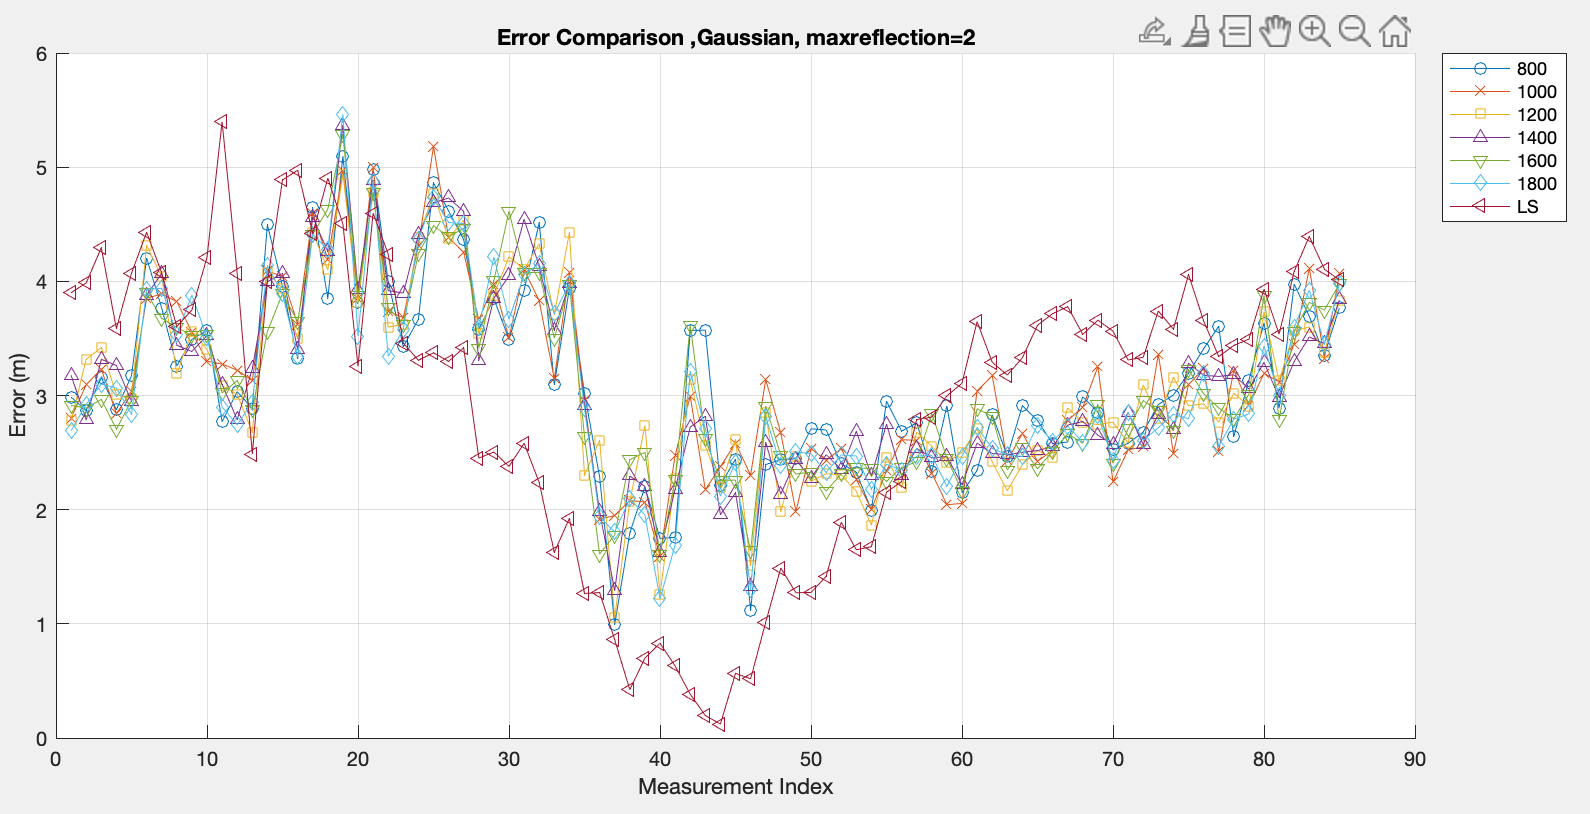 Error Comparison ,Gaussian, maxreflection=2
6
5
4
3
2
1
0
Error (m)
0 10 20 30 40 50 60 70 80 90
Measurement Index
800
1000
1200
1400
1600
1800
LS